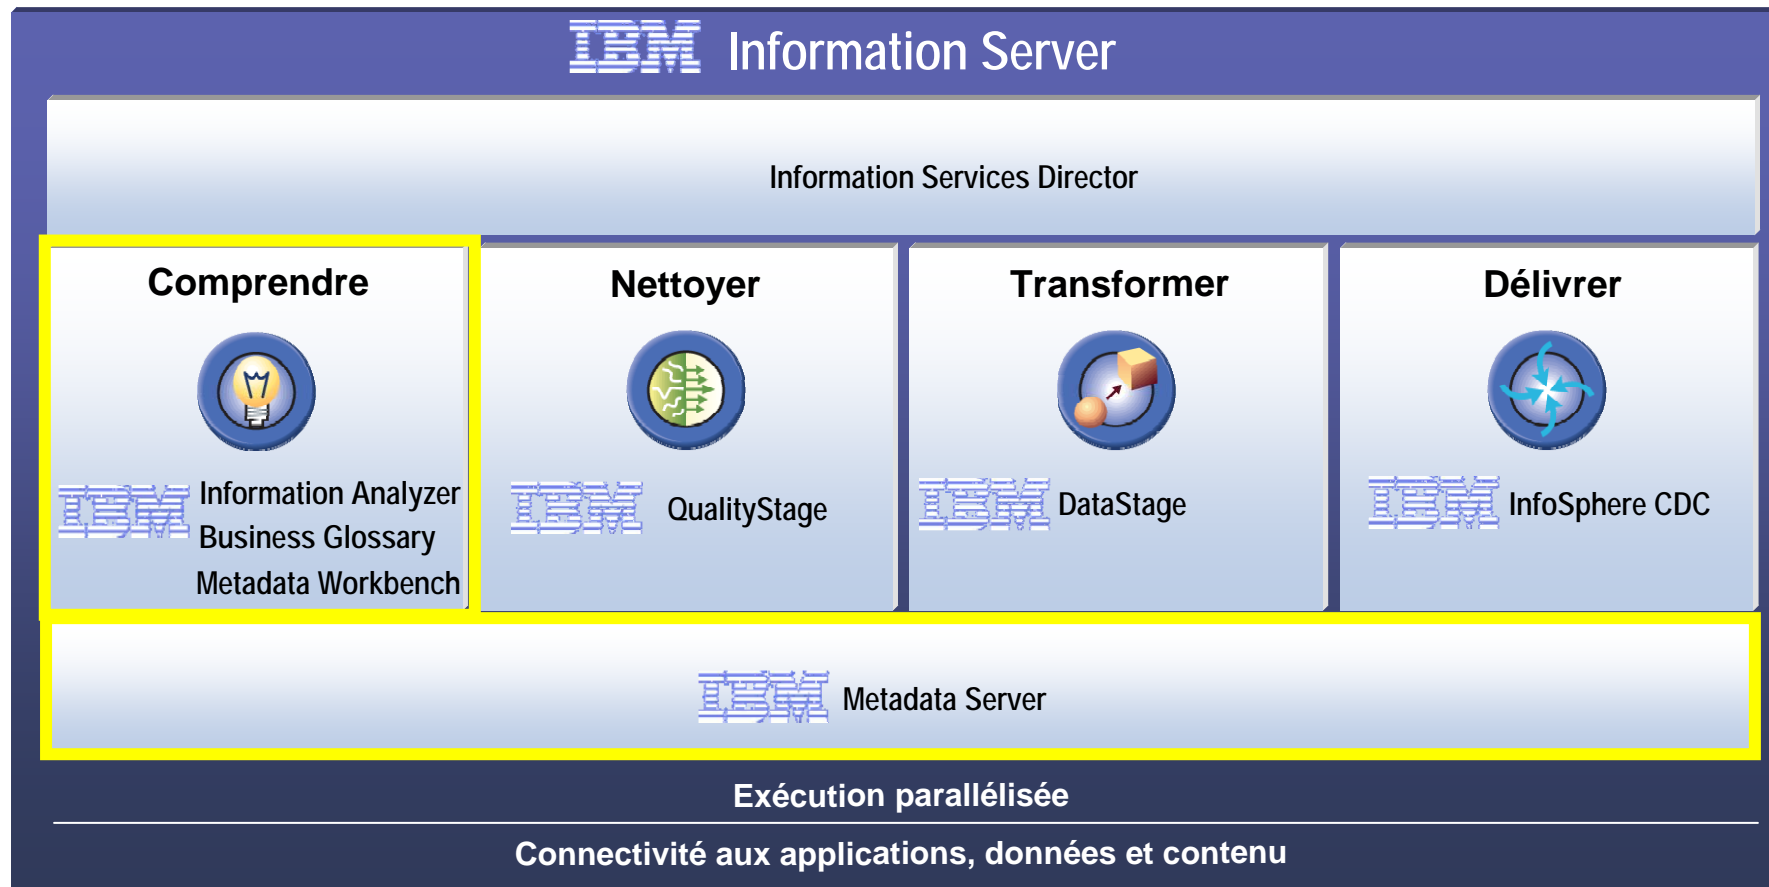 IBM Information Server
Information Services Director
Comprendre
IBM Information Analyzer
Business Glossary
Metadata Workbench
Nettoyer
IBM QualityStage
Transformer
IBM DataStage
Délivrer
IBM InfoSphere CDC
IBM Metadata Server
Exécution parallélisée
Connectivité aux applications, données et contenu